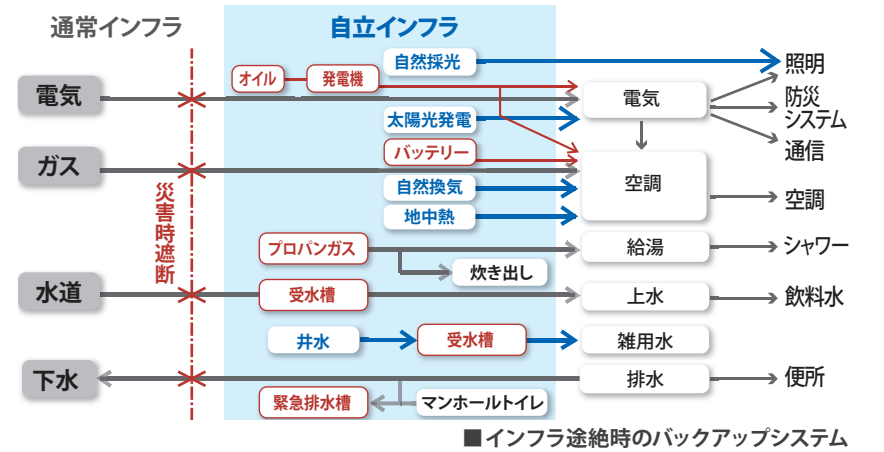 通常インフラ
自立インフラ
自然採光
照明
オイル
発電機
電気
電気
防災
システム
太陽光発電
通信
バッテリー
ガス
空調
自然換気
空調
地中熱
災害時遮断
プロパンガス
給湯
シャワー
炊き出し
水道
受水槽
上水
飲料水
井水
受水槽
雑用水
下水
排水
便所
緊急排水槽
マンホールトイレ
■インフラ途絶時のバックアップシステム